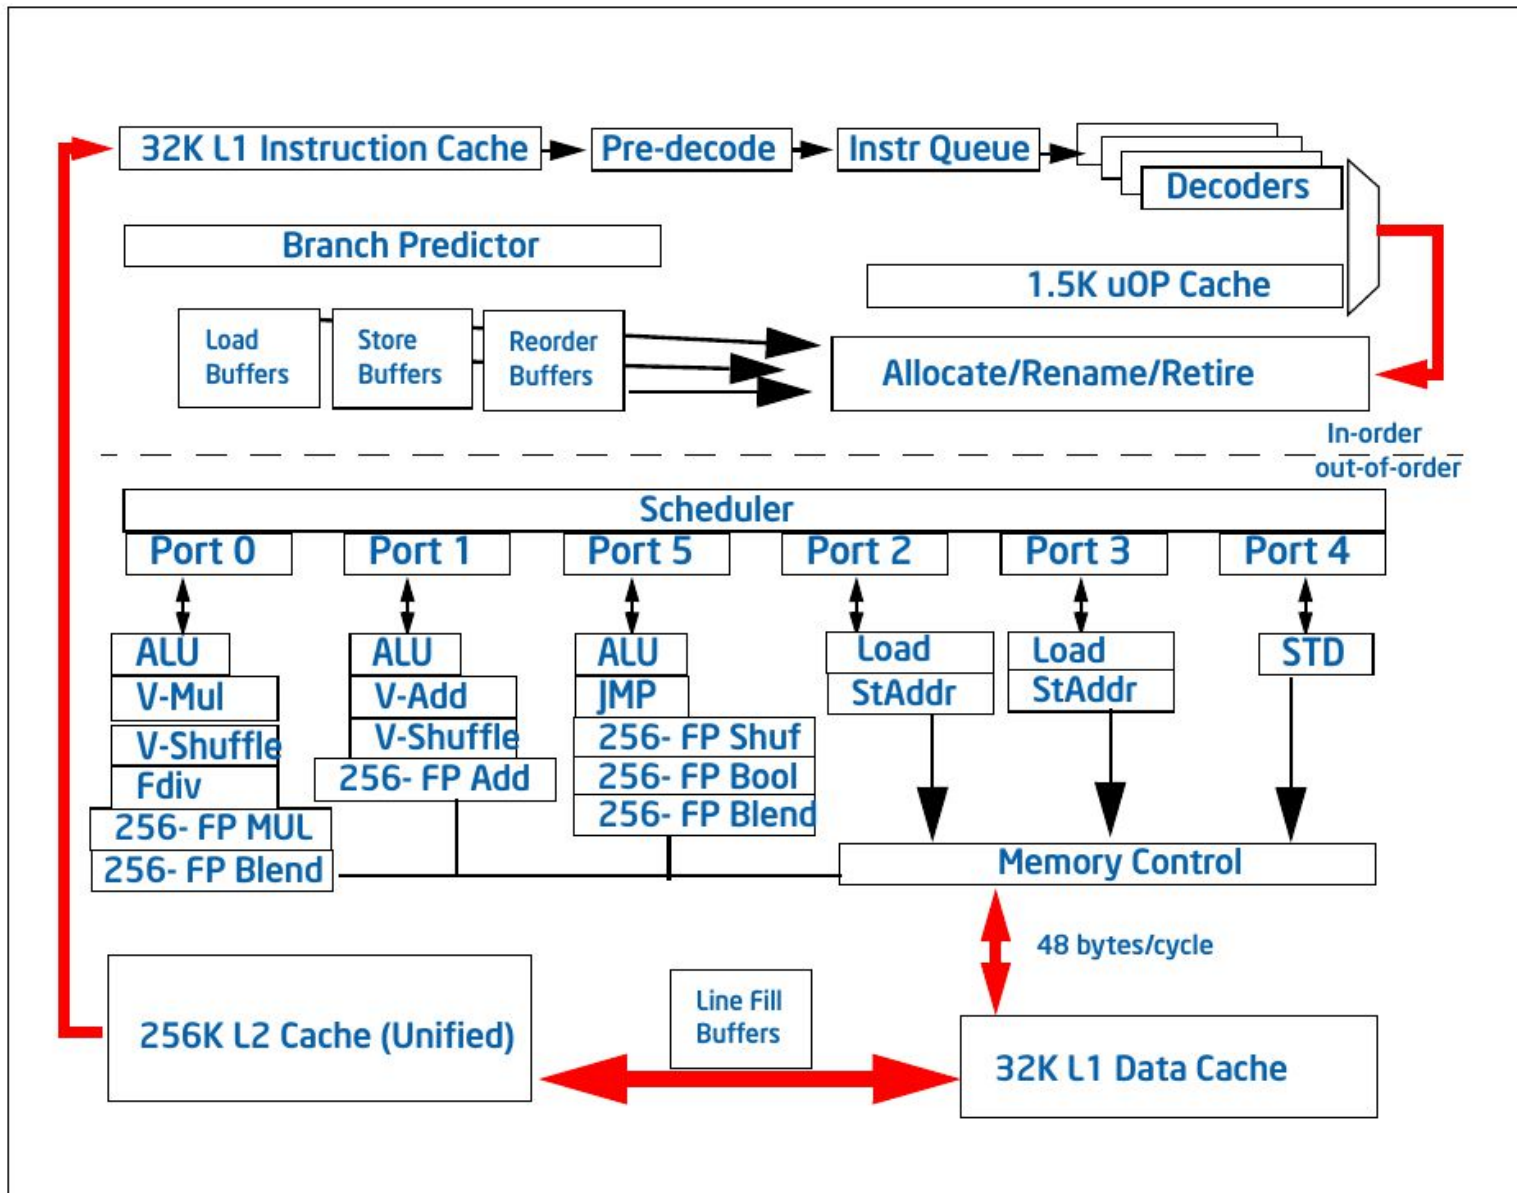 32K L1 Instruction Cache
Pre-decode
Instr Queue
Decoders
Branch Predictor
1.5K uOP Cache
Load
Buffers
Store
Buffers
Reorder
Buffers
Allocate/Rename/Retire
In-order
out-of-order
Scheduler
Port 0
Port 1
Port 5
Port 2
Port 3
Port 4
ALU
V-Mul
V-Shuffle
Fdiv
256- FP MUL
256- FP Blend
ALU
V-Add
V-Shuffle
256- FP Add
ALU
JMP
256- FP Shuf
256- FP Bool
256- FP Blend
Load
StAddr
Load
StAddr
STD
Memory Control
48 bytes/cycle
256K L2 Cache (Unified)
Line Fill
Buffers
32K L1 Data Cache